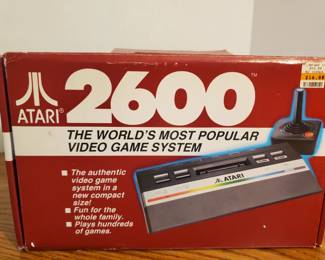 ATARI®
2600™
THE WORLD'S MOST POPULAR
VIDEO GAME SYSTEM
The authentic
video game
system in a
new compact
size!
Fun for the
whole family.
Plays hundreds
of games.
ATARI